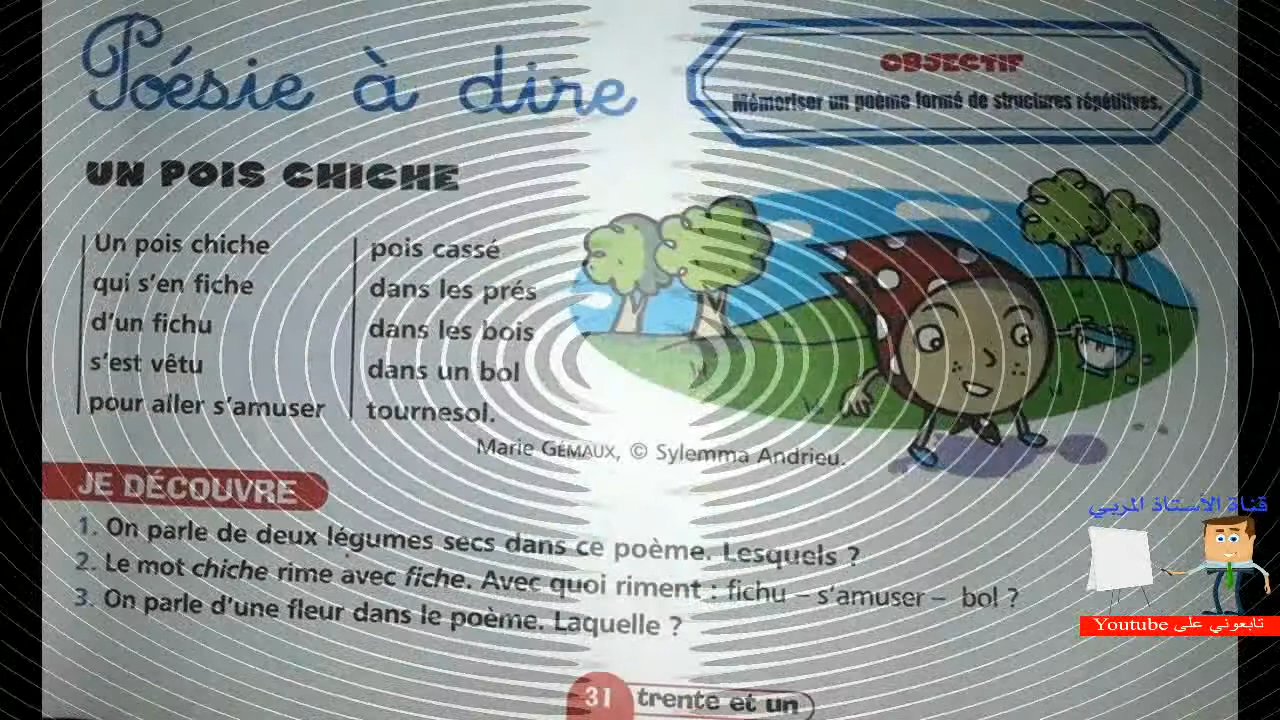 Poésie à dire
OBJECTIF
Mémoriser un poème formé de structures répétitives.
UN POIS CHICHE
Un pois chiche
qui s'en fiche
d'un fichu
s'est vêtu
pour aller s'amuser
pois cassé
dans les prés
dans les bois
dans un bol
tournesol.
Marie GÉMAUX, © Sylemma Andrieu.
JE DÉCOUVRE
1. On parle de deux légumes secs dans ce poème. Lesquels ?
2. Le mot chiche rime avec fiche. Avec quoi riment : fichu – s'amuser – bol ?
3. On parle d'une fleur dans le poème. Laquelle ?
قناة الأستاذ المربي
تابعوني على Youtube
31 trente et un